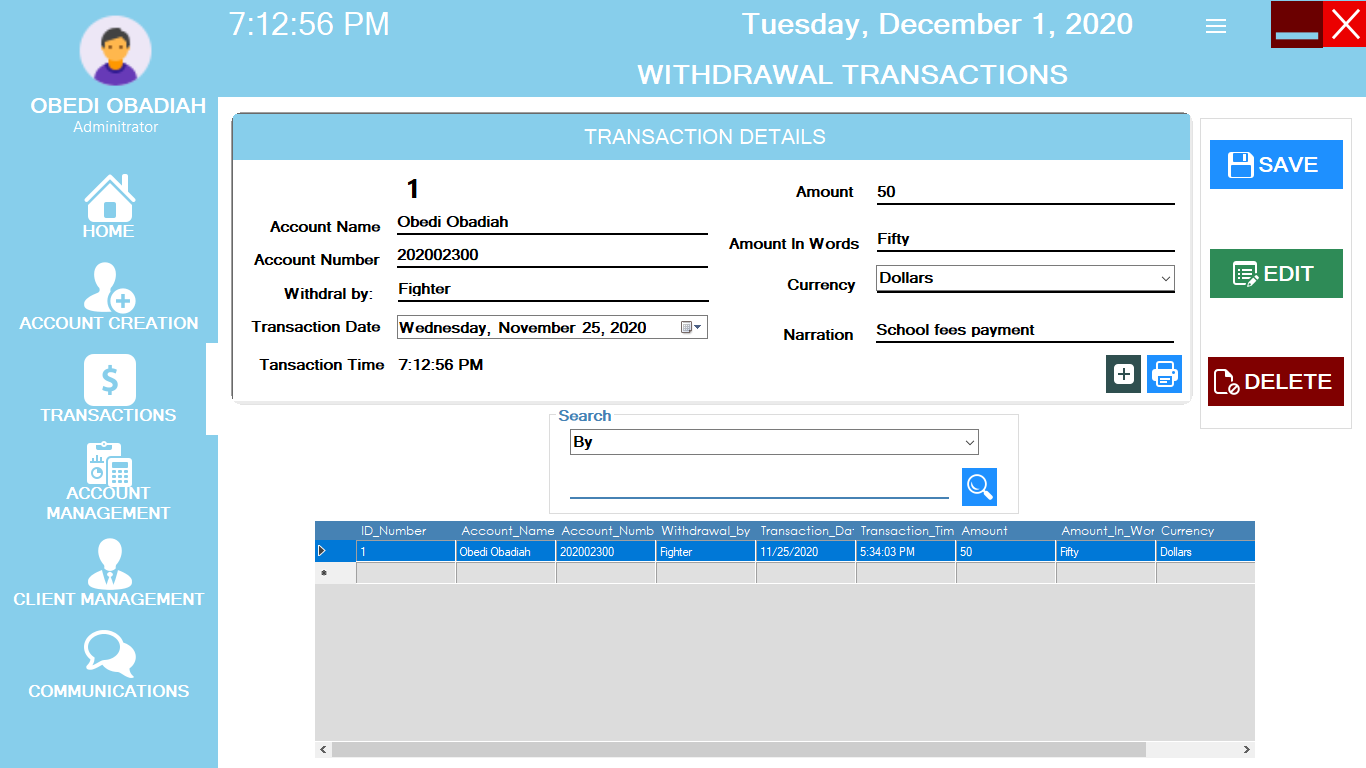 7:12:56 PM
Tuesday, December 1, 2020
WITHDRAWAL TRANSACTIONS
OBEDI OBADIAH
Adminitrator
HOME
ACCOUNT CREATION
$
TRANSACTIONS
ACCOUNT
MANAGEMENT
CLIENT MANAGEMENT
COMMUNICATIONS
TRANSACTION DETAILS
1
Account Name Obedi Obadiah
Account Number 202002300
Withdral by: Fighter
Transaction Date Wednesday, November 25, 2020
Tansaction Time 7:12:56 PM
Amount 50
Amount In Words Fifty
Currency Dollars
Narration School fees payment
SAVE
EDIT
DELETE
Search
By
ID_Number Account_Name Account_Numb Withdrawal_by Transaction_Dat Transaction_Tim Amount Amount_In_Wor Currency
1 Obedi Obadiah 202002300 Fighter 11/25/2020 5:34:03 PM 50 Fifty Dollars